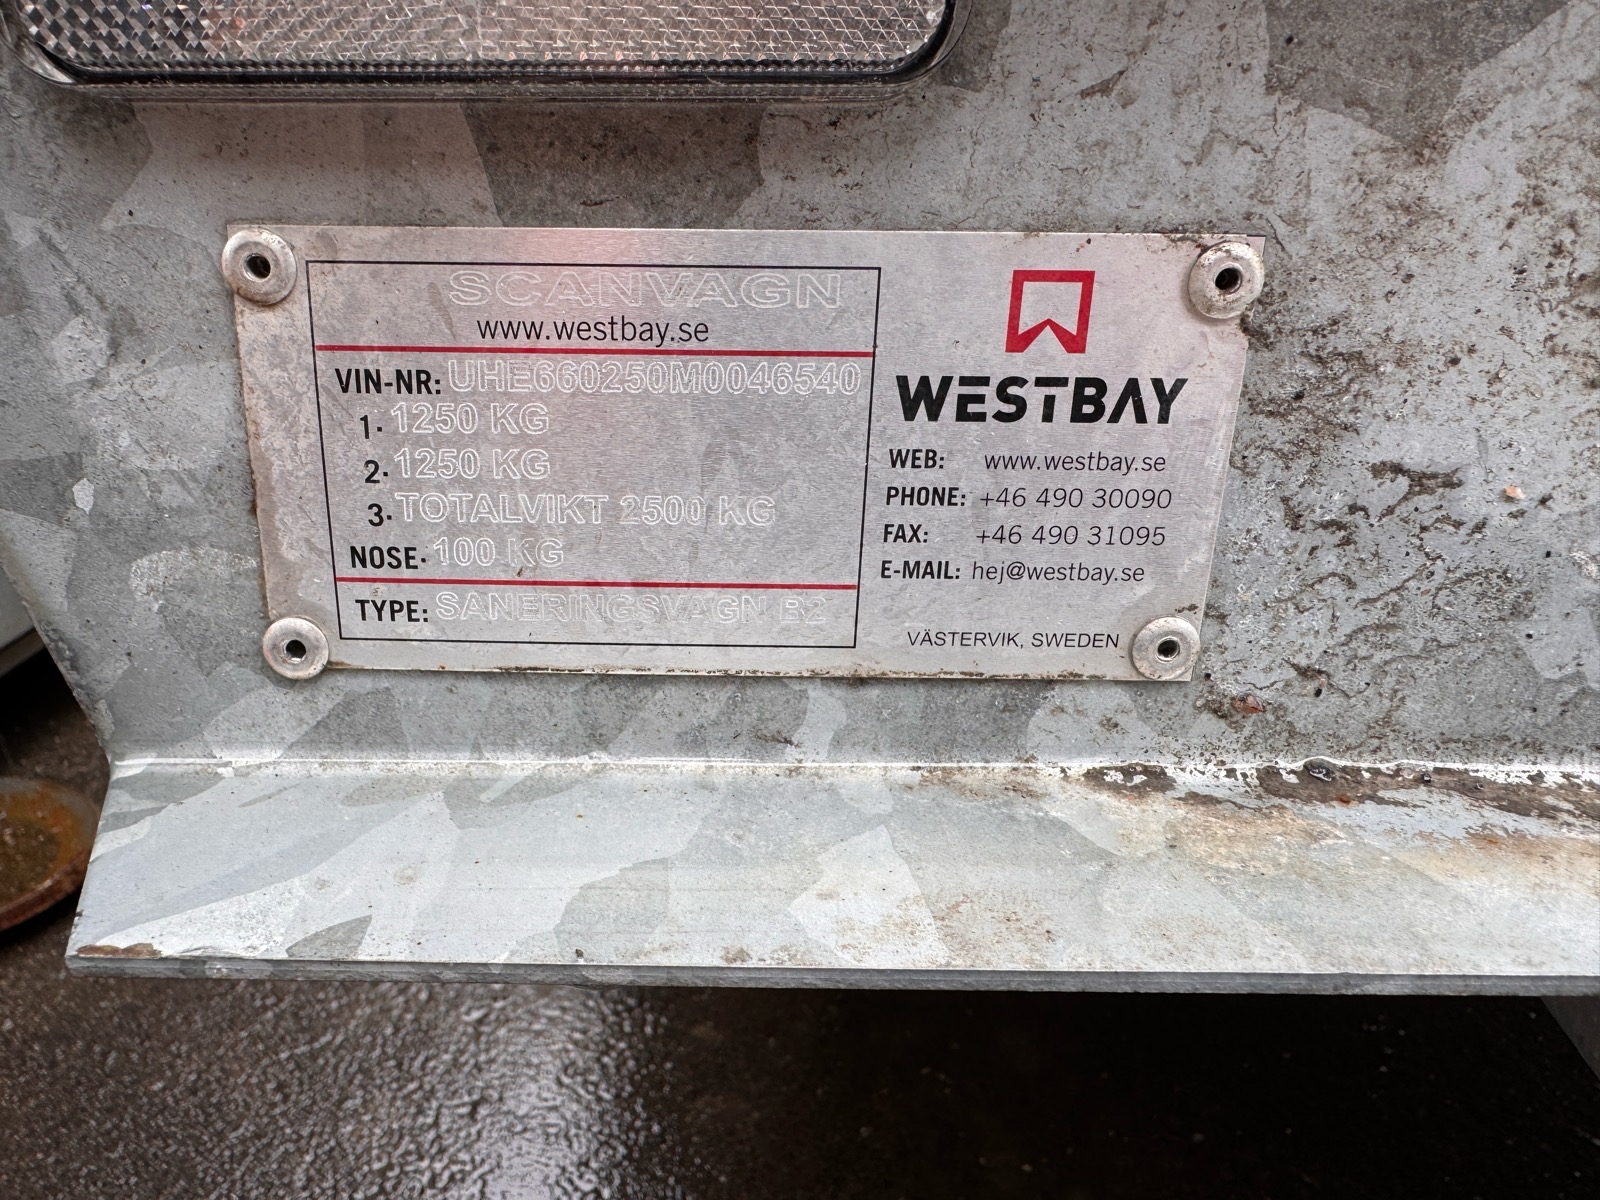 SCANVAGN
www.westbay.se
VIN-NR: UHE660250M0046540
1. 1250 KG
2. 1250 KG
3. TOTALVIKT 2500 KG
NOSE. 100 KG
TYPE: SANERINGSVAGN B2
WESTBAY
WEB: www.westbay.se
PHONE: +46 490 30090
FAX: +46 490 31095
E-MAIL: hej@westbay.se
VÄSTERVIK, SWEDEN